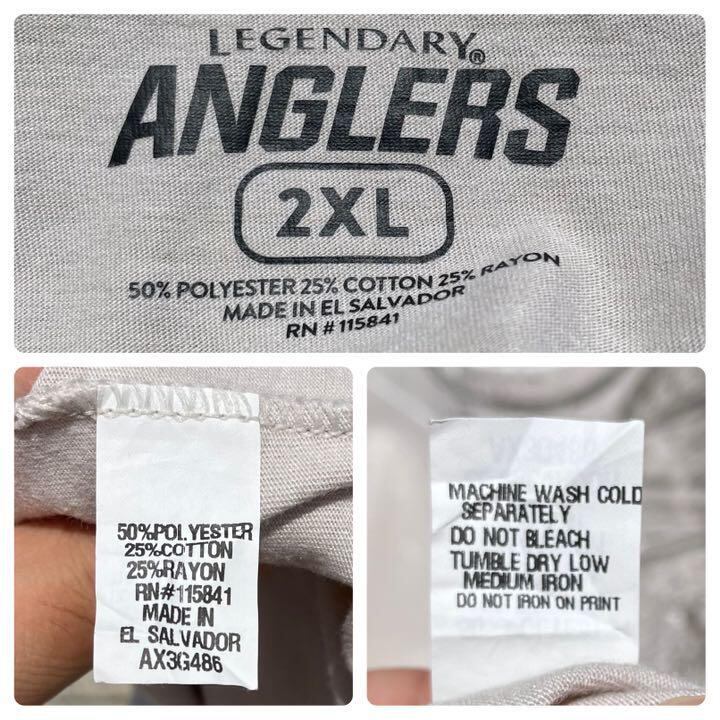 LEGENDARY®
ANGLERS
2XL
50% POLYESTER 25% COTTON 25% RAYON
MADE IN EL SALVADOR
RN # 115841
50%POLYESTER
25%COTTON
25%RAYON
RN#115841
MADE IN
EL SALVADOR
AX3G486
MACHINE WASH COLD
SEPARATELY
DO NOT BLEACH
TUMBLE DRY LOW
MEDIUM IRON
DO NOT IRON ON PRINT